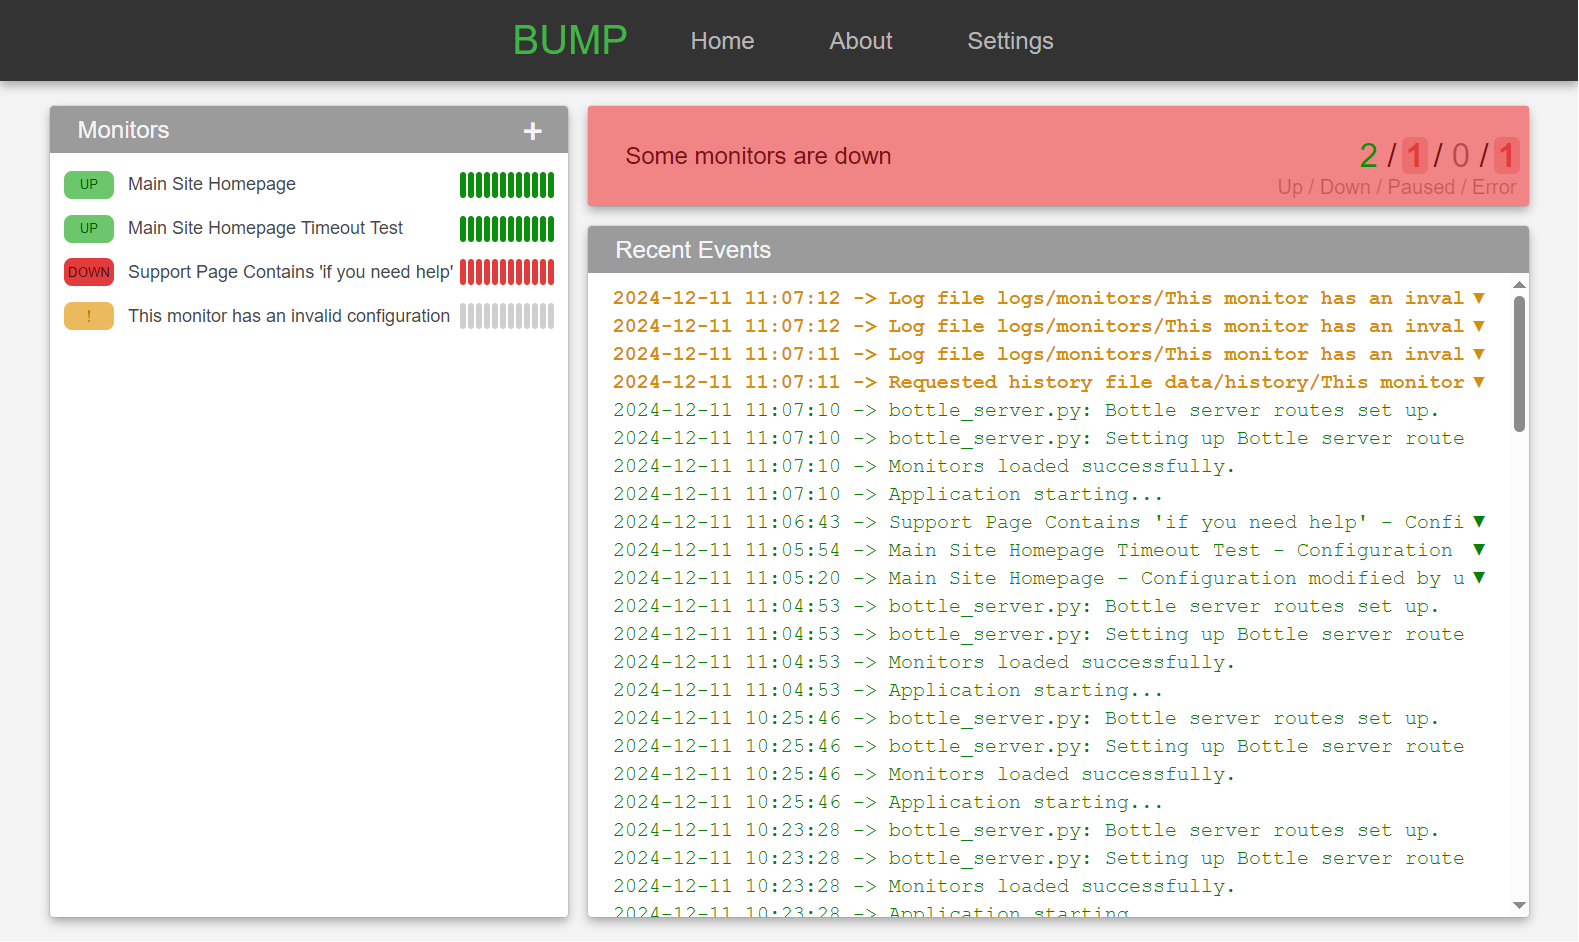 BUMP Home About Settings
Monitors +
UP Main Site Homepage
UP Main Site Homepage Timeout Test
DOWN Support Page Contains 'if you need help'
! This monitor has an invalid configuration
Some monitors are down
2 / 1 / 0 / 1
Up / Down / Paused / Error
Recent Events
2024-12-11 11:07:12 -> Log file logs/monitors/This monitor has an inval ▼
2024-12-11 11:07:12 -> Log file logs/monitors/This monitor has an inval ▼
2024-12-11 11:07:11 -> Log file logs/monitors/This monitor has an inval ▼
2024-12-11 11:07:11 -> Requested history file data/history/This monitor ▼
2024-12-11 11:07:10 -> bottle_server.py: Bottle server routes set up.
2024-12-11 11:07:10 -> bottle_server.py: Setting up Bottle server route
2024-12-11 11:07:10 -> Monitors loaded successfully.
2024-12-11 11:07:10 -> Application starting...
2024-12-11 11:06:43 -> Support Page Contains 'if you need help' - Confi ▼
2024-12-11 11:05:54 -> Main Site Homepage Timeout Test - Configuration ▼
2024-12-11 11:05:20 -> Main Site Homepage - Configuration modified by u ▼
2024-12-11 11:04:53 -> bottle_server.py: Bottle server routes set up.
2024-12-11 11:04:53 -> bottle_server.py: Setting up Bottle server route
2024-12-11 11:04:53 -> Monitors loaded successfully.
2024-12-11 11:04:53 -> Application starting...
2024-12-11 10:25:46 -> bottle_server.py: Bottle server routes set up.
2024-12-11 10:25:46 -> bottle_server.py: Setting up Bottle server route
2024-12-11 10:25:46 -> Monitors loaded successfully.
2024-12-11 10:25:46 -> Application starting...
2024-12-11 10:23:28 -> bottle_server.py: Bottle server routes set up.
2024-12-11 10:23:28 -> bottle_server.py: Setting up Bottle server route
2024-12-11 10:23:28 -> Monitors loaded successfully.
2024-12-11 10:23:28 -> Application starting